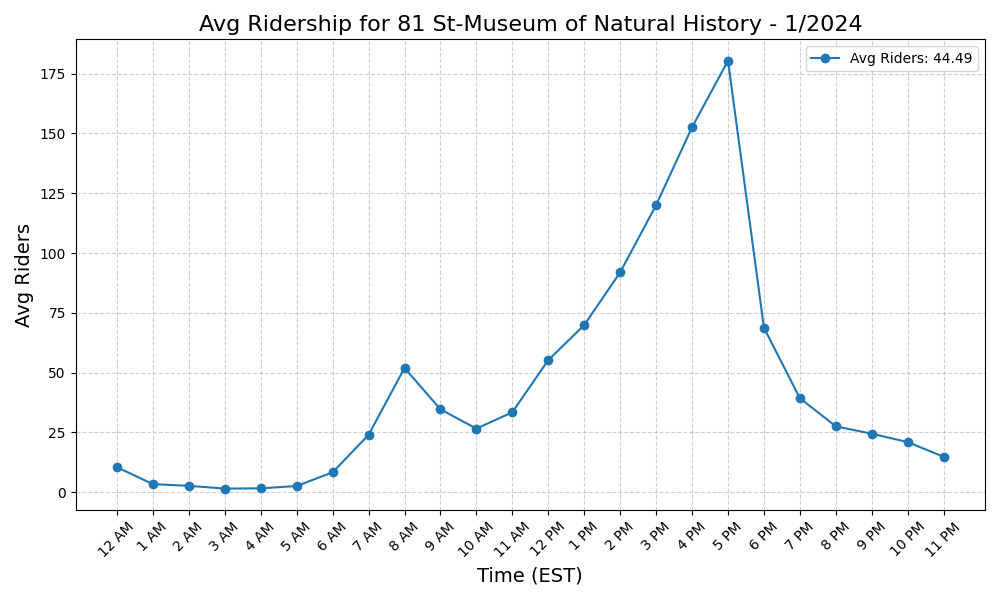 Avg Ridership for 81 St-Museum of Natural History - 1/2024
Avg Riders: 44.49
Avg Riders
175
150
125
100
75
50
25
0
12 AM
1 AM
2 AM
3 AM
4 AM
5 AM
6 AM
7 AM
8 AM
9 AM
10 AM
11 AM
12 PM
1 PM
2 PM
3 PM
4 PM
5 PM
6 PM
7 PM
8 PM
9 PM
10 PM
11 PM
Time (EST)